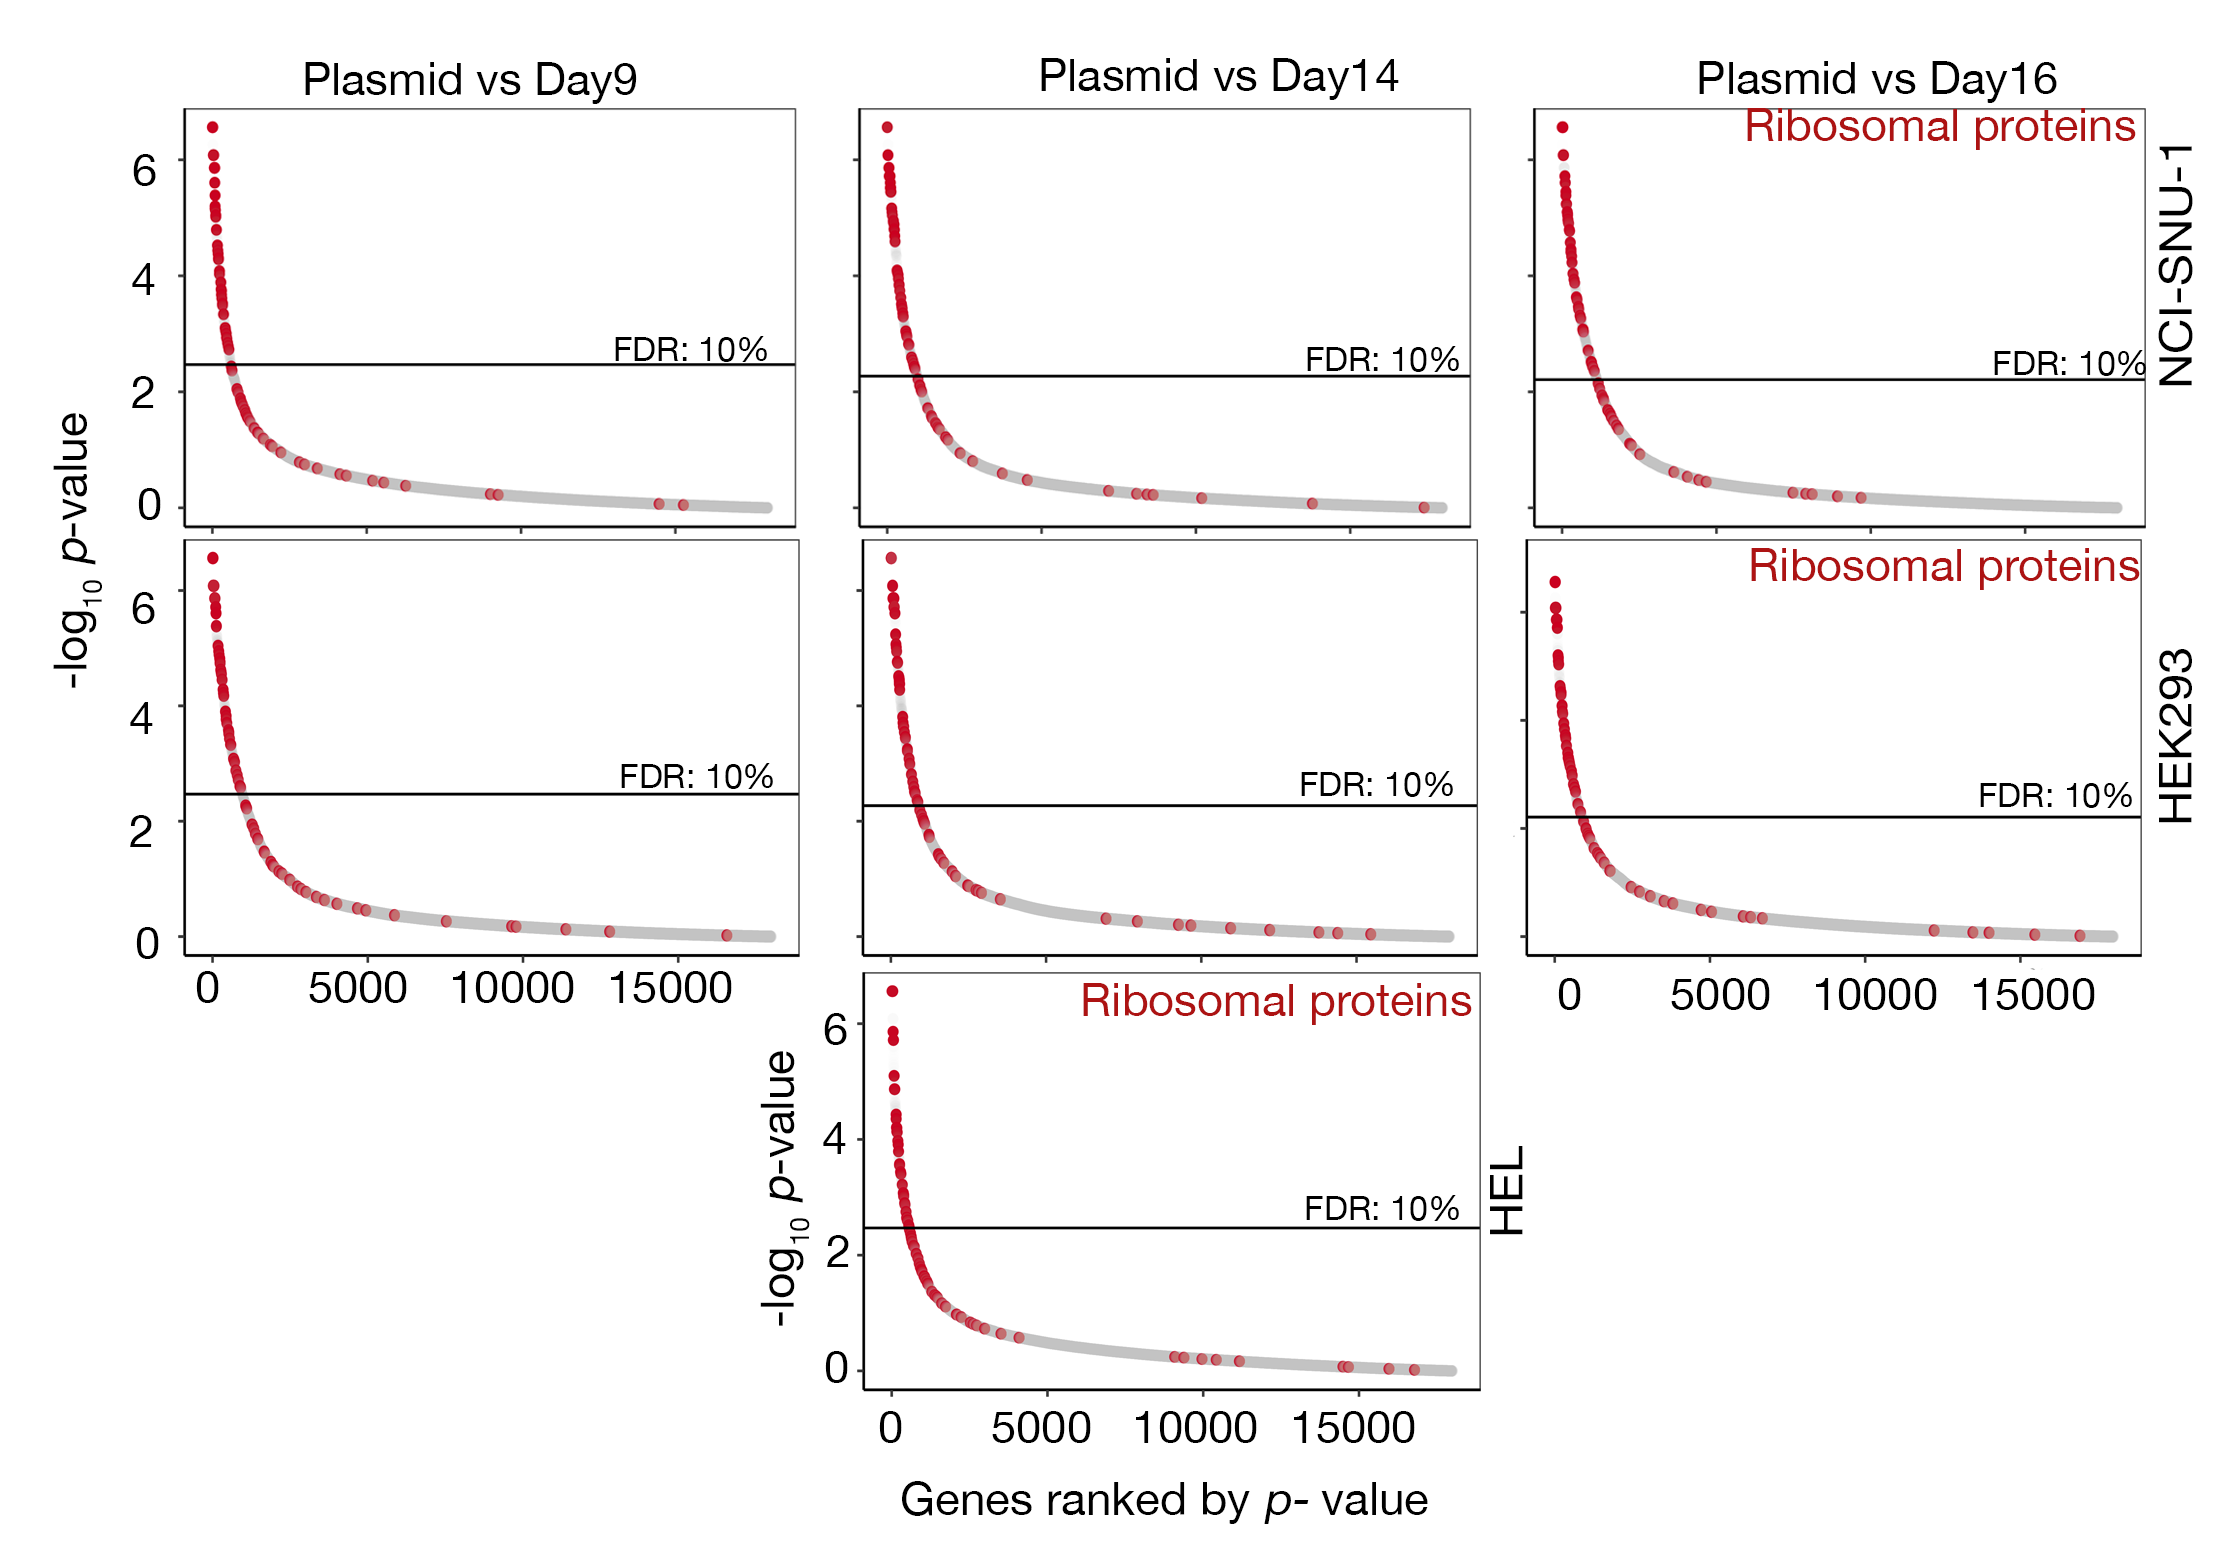 Plasmid vs Day9
Plasmid vs Day14
Plasmid vs Day16
Ribosomal proteins
6
4
2
0
FDR: 10%
FDR: 10%
FDR: 10%
NCI-SNU-1
-log10 p-value
Ribosomal proteins
6
4
2
0
FDR: 10%
FDR: 10%
FDR: 10%
HEK293
0 5000 10000 15000
0 5000 10000 15000
Ribosomal proteins
6
4
2
0
-log10 p-value
FDR: 10%
HEL
0 5000 10000 15000
Genes ranked by p- value